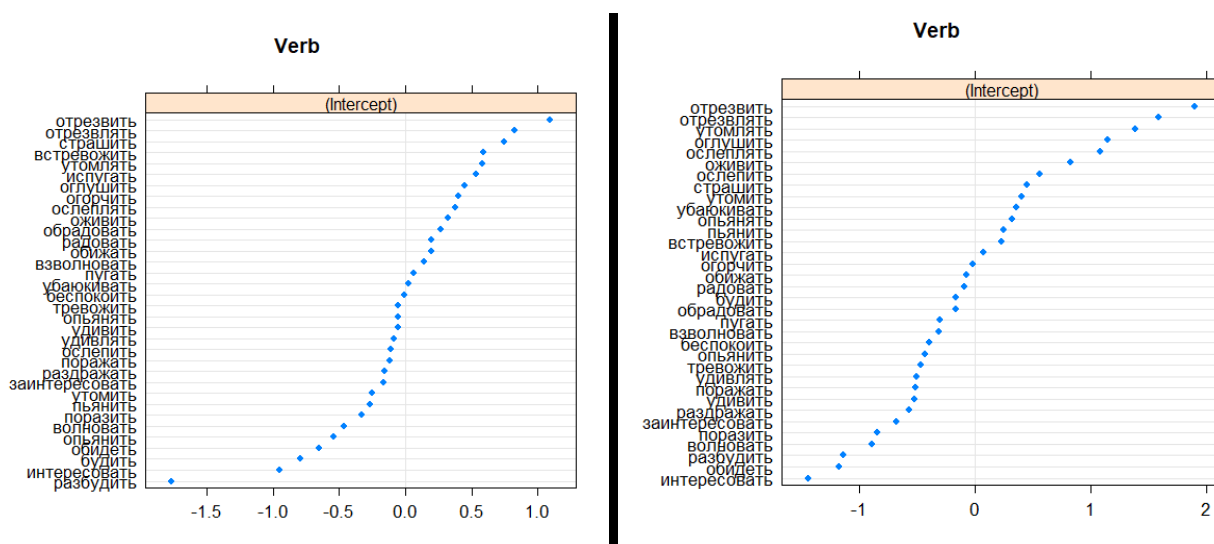 Verb
(Intercept)
отрезвить
отрезвлять
страшить
встревожить
утомлять
испугать
оглушить
огорчить
ослеплять
оживить
обрадовать
радовать
обижать
взволновать
пугать
убаюкивать
беспокоить
тревожить
опьянять
удивить
удивлять
ослепить
поражать
раздражать
заинтересовать
утомить
пьянить
поразить
волновать
опьянить
обидеть
будить
интересовать
разбудить
-1.5 -1.0 -0.5 0.0 0.5 1.0
Verb
(Intercept)
отрезвить
отрезвлять
утомлять
оглушить
ослеплять
оживить
ослепить
страшить
утомить
убаюкивать
опьянять
пьянить
встревожить
испугать
огорчить
обижать
радовать
будить
обрадовать
пугать
взволновать
беспокоить
опьянить
тревожить
удивлять
поражать
удивить
раздражать
заинтересовать
поразить
волновать
разбудить
обидеть
интересовать
-1 0 1 2